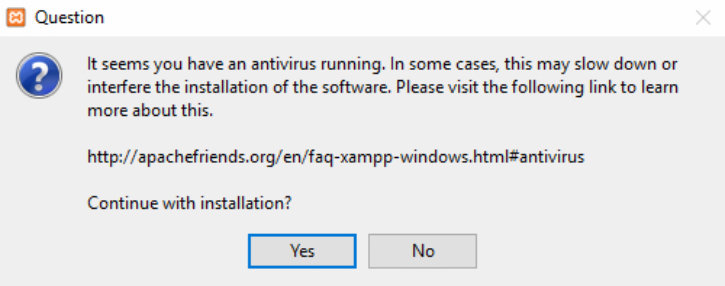 Question
It seems you have an antivirus running. In some cases, this may slow down or
interfere the installation of the software. Please visit the following link to learn
more about this.
http://apachefriends.org/en/faq-xampp-windows.html#antivirus
Continue with installation?
Yes
No